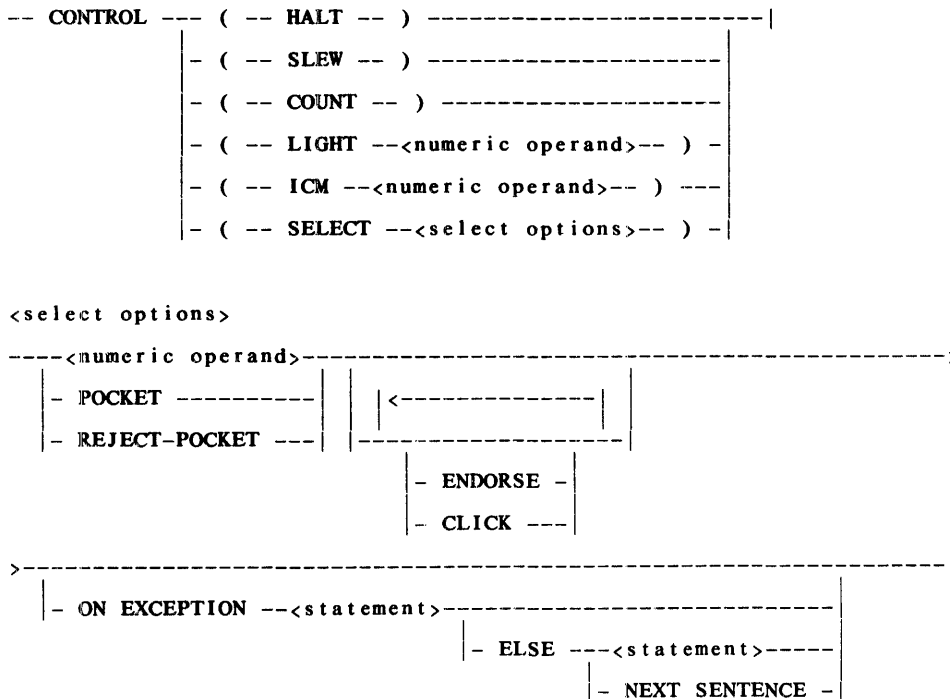 -- CONTROL --- ( -- HALT -- ) -----------------------|
|- ( -- SLEW -- ) -------------------|
|- ( -- COUNT -- ) ------------------|
|- ( -- LIGHT --<numeric operand>-- ) -|
|- ( -- ICM --<numeric operand>-- ) ---|
|- ( -- SELECT --<select options>-- ) -|
<select options>
----<numeric operand>-------------------------------------------->
|- POCKET ----------| | |<--------------| |
|- REJECT-POCKET ---| |-------------------|
|- ENDORSE -|
|- CLICK ---|
>----------------------------------------------------------------
|- ON EXCEPTION --<statement>---------------------------|
|- ELSE ---<statement>-----|
|- NEXT SENTENCE -|